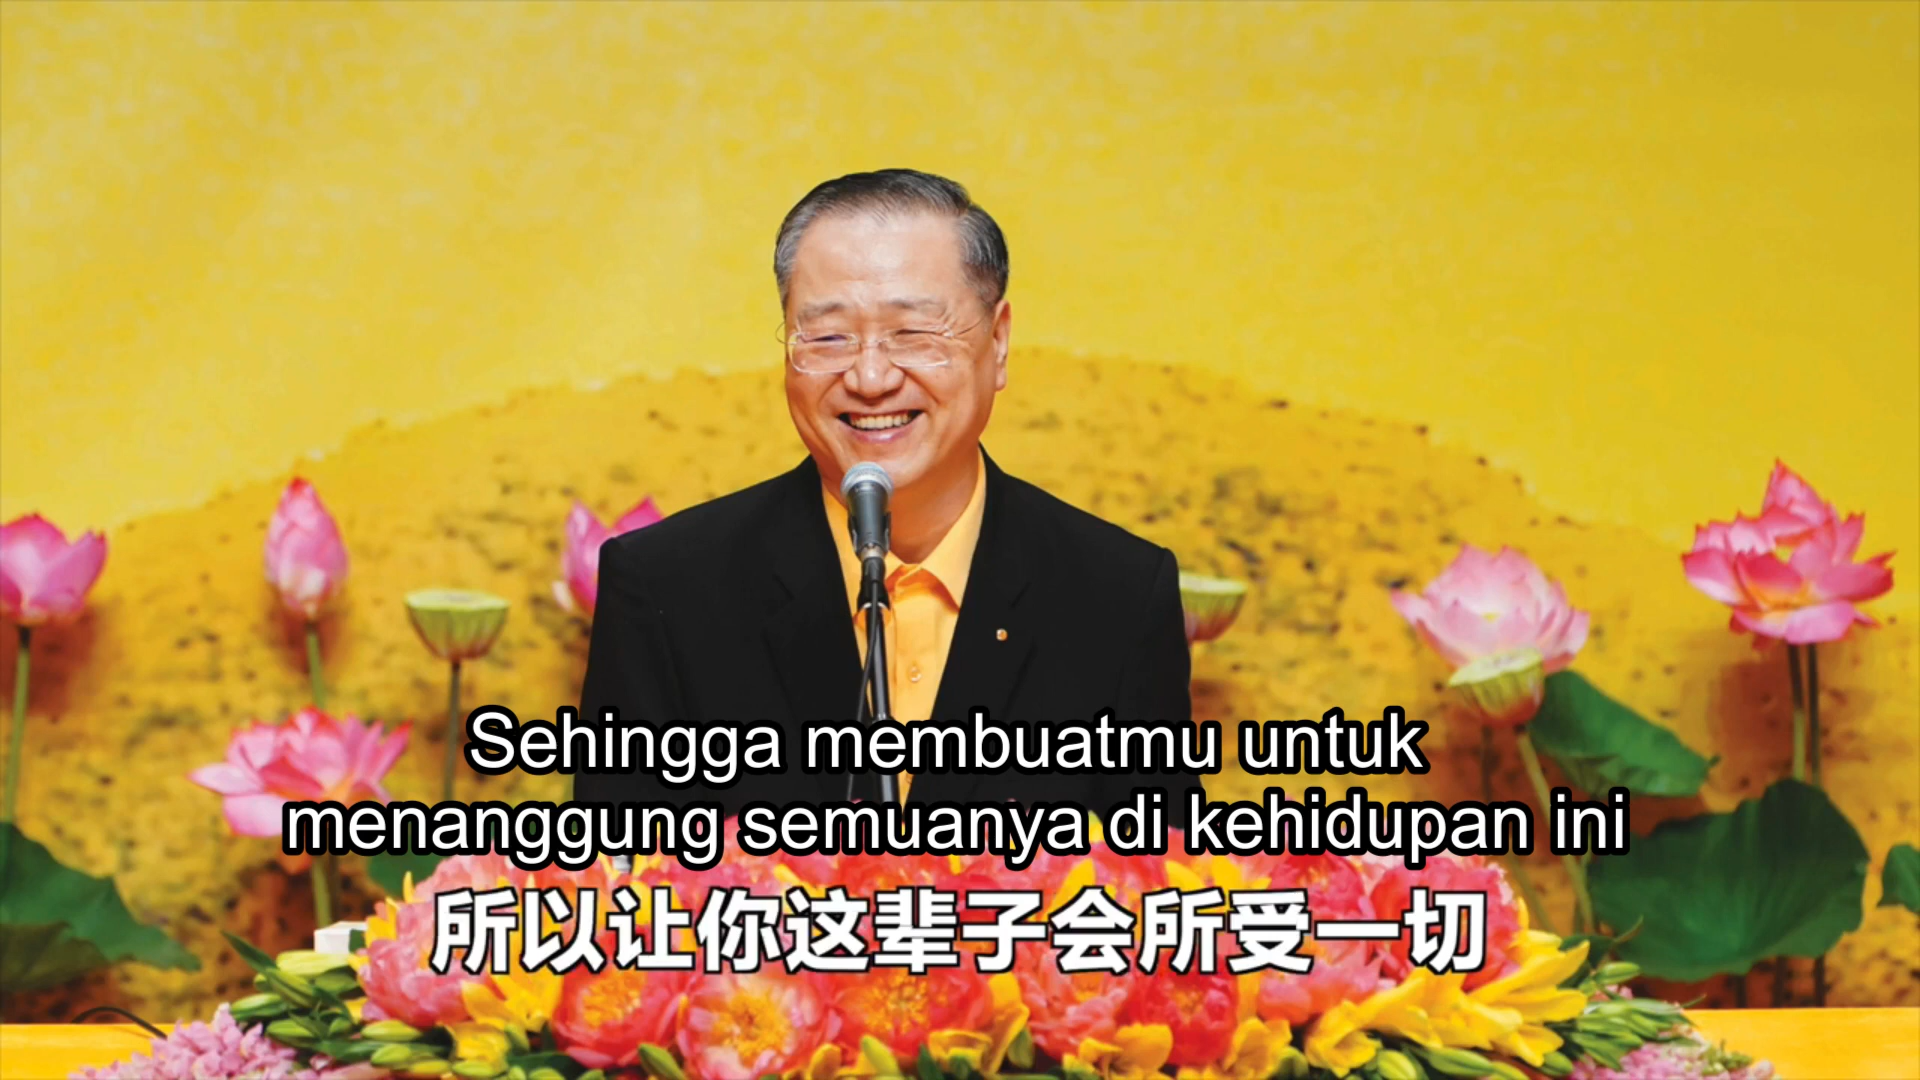 Sehingga membuatmu untuk
menanggung semuanya di kehidupan ini
所以让你这辈子会所受一切